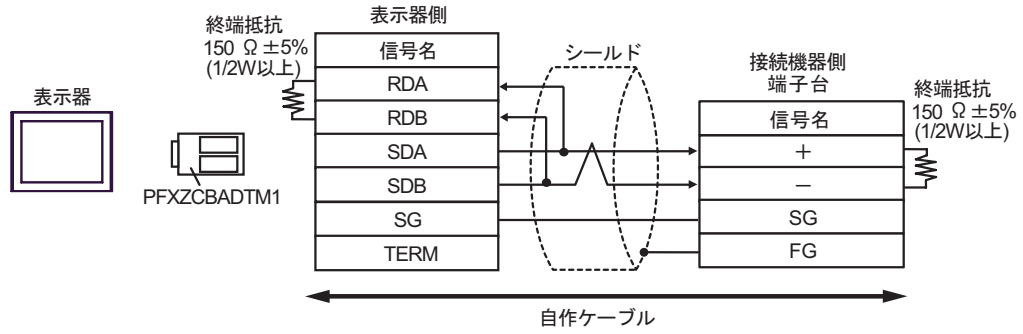 表示器
PFXZCBADTM1
終端抵抗
150 Ω ±5%
(1/2W以上)
表示器側
信号名
RDA
RDB
SDA
SDB
SG
TERM
シールド
接続機器側
端子台
信号名
+
−
SG
FG
終端抵抗
150 Ω ±5%
(1/2W以上)
自作ケーブル